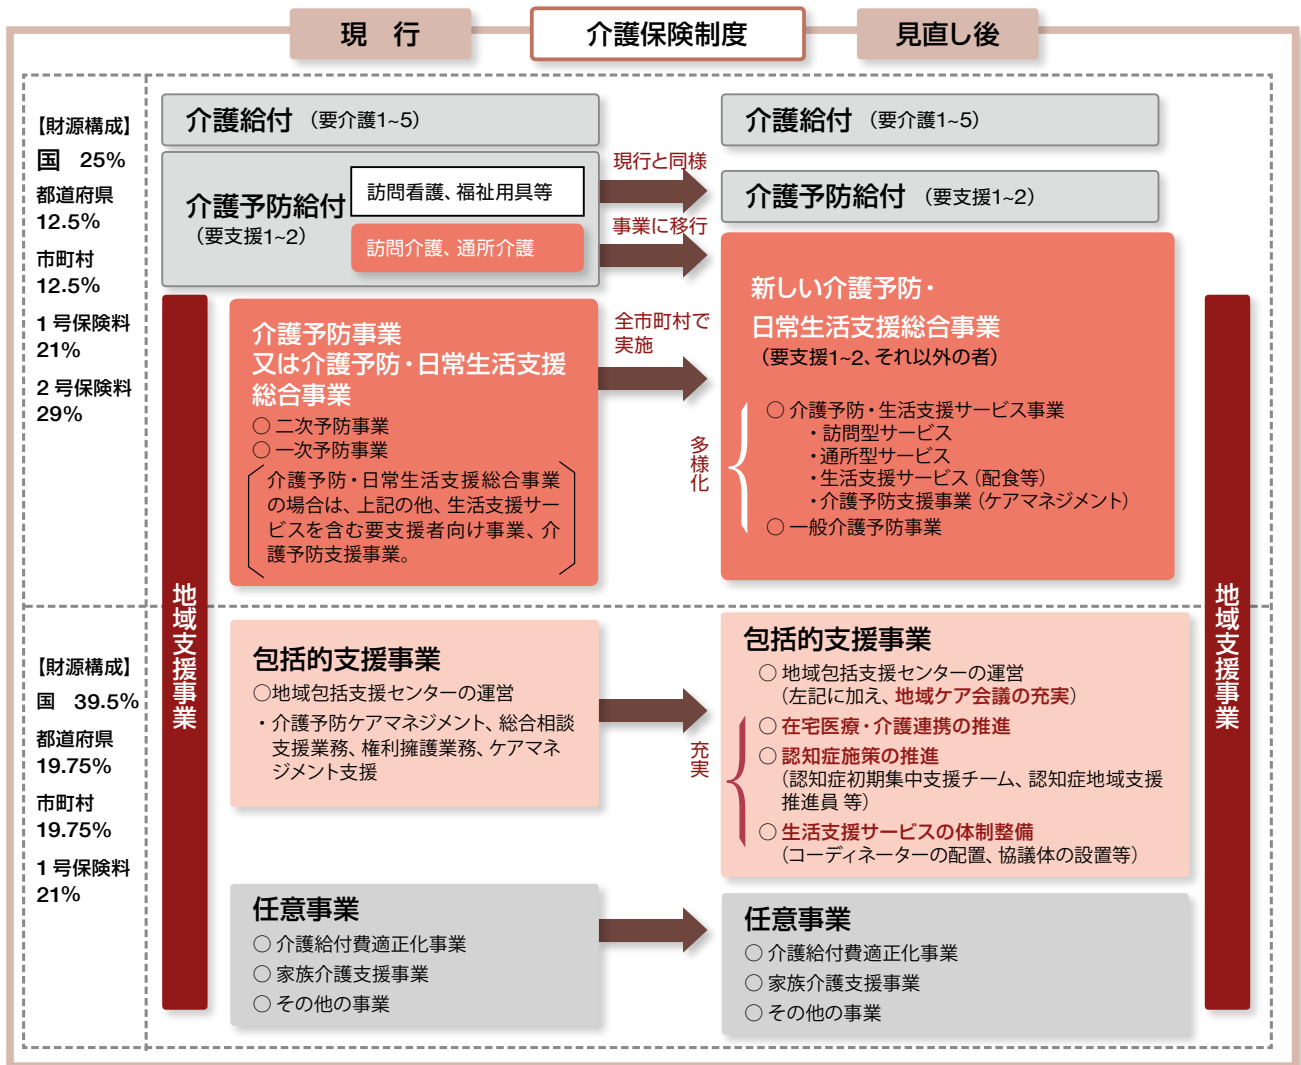 現　行
介護保険制度
見直し後
【財源構成】
国　25%
都道府県
12.5%
市町村
12.5%
1 号保険料
21%
2 号保険料
29%
介護給付（要介護1~5）
介護予防給付
（要支援1~2）
訪問看護、福祉用具等
訪問介護、通所介護
現行と同様
事業に移行
介護給付（要介護1~5）
介護予防給付（要支援1~2）
地域支援事業
介護予防事業
又は介護予防・日常生活支援
総合事業
○ 二次予防事業
○ 一次予防事業
介護予防・日常生活支援総合事業
の場合は、上記の他、生活支援サー
ビスを含む要支援者向け事業、介
護予防支援事業。
全市町村で
実施
多様化
新しい介護予防・
日常生活支援総合事業
（要支援1~2、それ以外の者）
○ 介護予防・生活支援サービス事業
・訪問型サービス
・通所型サービス
・生活支援サービス（配食等）
・介護予防支援事業（ケアマネジメント）
○ 一般介護予防事業
地域支援事業
【財源構成】
国　39.5%
都道府県
19.75%
市町村
19.75%
1 号保険料
21%
包括的支援事業
○地域包括支援センターの運営
・介護予防ケアマネジメント、総合相談
支援業務、権利擁護業務、ケアマネ
ジメント支援
充実
包括的支援事業
○ 地域包括支援センターの運営
（左記に加え、地域ケア会議の充実）
○ 在宅医療・介護連携の推進
○ 認知症施策の推進
（認知症初期集中支援チーム、認知症地域支援
推進員 等）
○ 生活支援サービスの体制整備
（コーディネーターの配置、協議体の設置等）
任意事業
○ 介護給付費適正化事業
○ 家族介護支援事業
○ その他の事業
任意事業
○ 介護給付費適正化事業
○ 家族介護支援事業
○ その他の事業